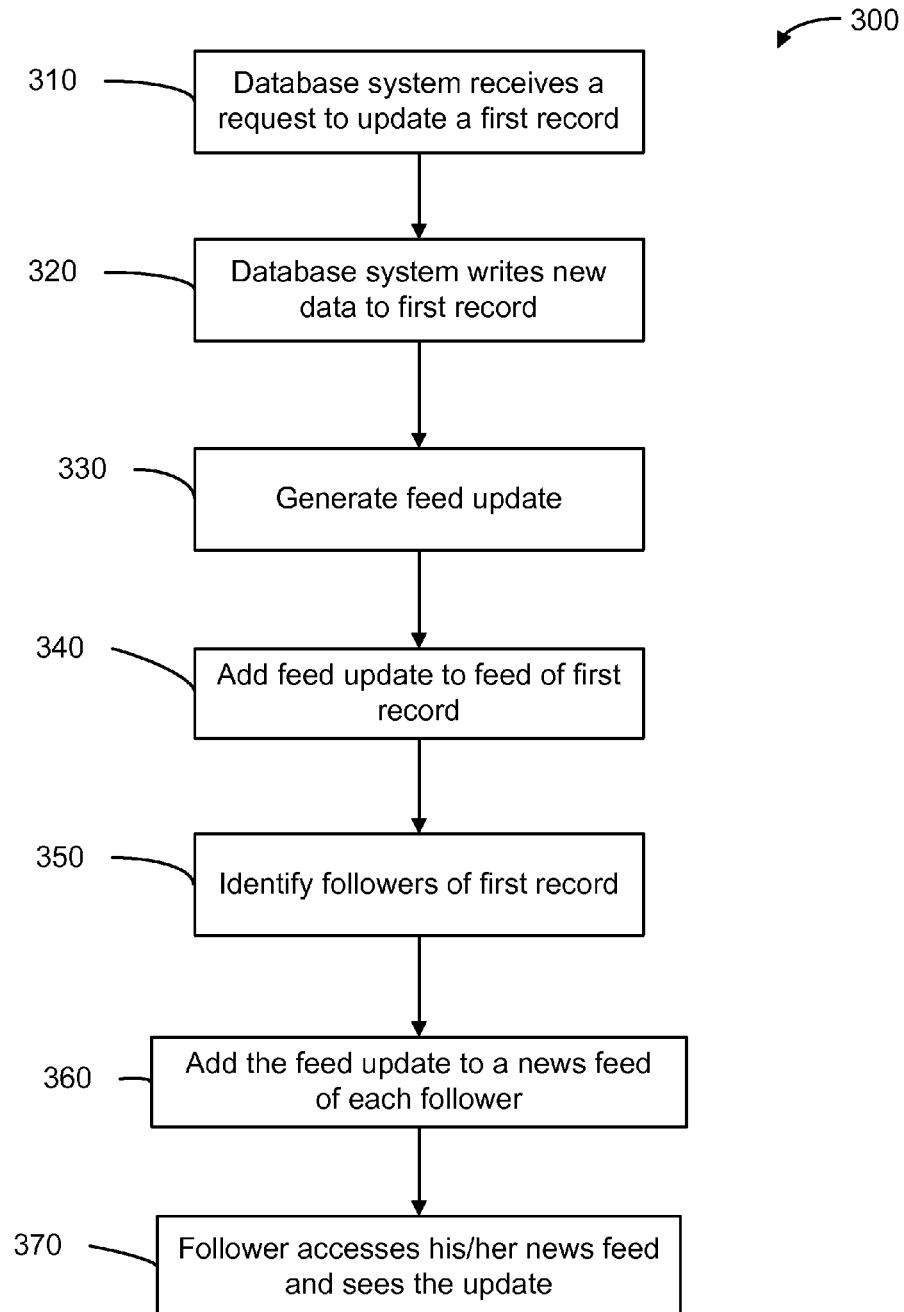 300
310
Database system receives a
request to update a first record
320
Database system writes new
data to first record
330
Generate feed update
340
Add feed update to feed of first
record
350
Identify followers of first record
360
Add the feed update to a news feed
of each follower
370
Follower accesses his/her news feed
and sees the update